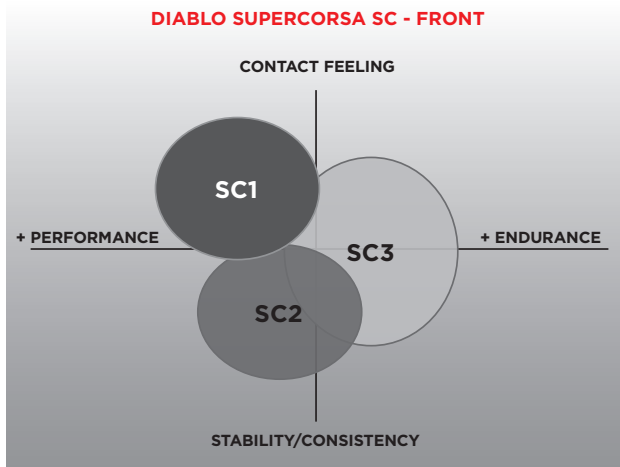 DIABLO SUPERCORSA SC - FRONT
CONTACT FEELING
SC1
+ PERFORMANCE
+ ENDURANCE
SC3
SC2
STABILITY/CONSISTENCY